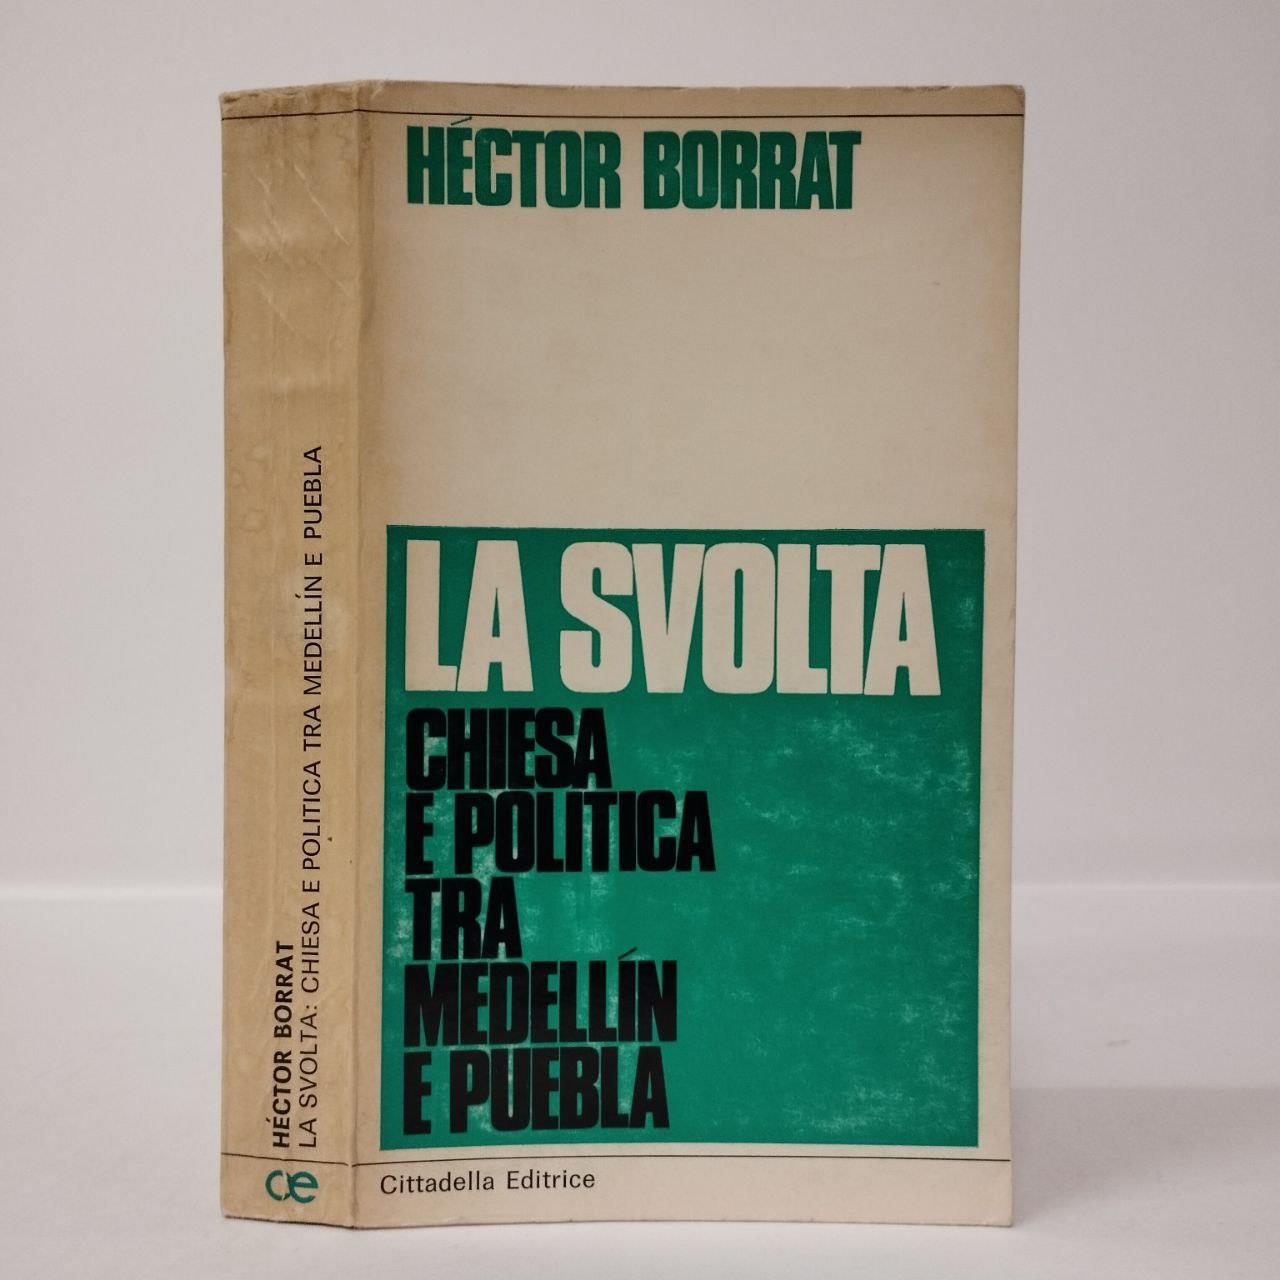 HÉCTOR BORRAT
LA SVOLTA
CHIESA
E POLITICA
TRA
MEDELLÍN
E PUEBLA
Cittadella Editrice
HÉCTOR BORRAT
LA SVOLTA: CHIESA E POLITICA TRA MEDELLÍN E PUEBLA
ce